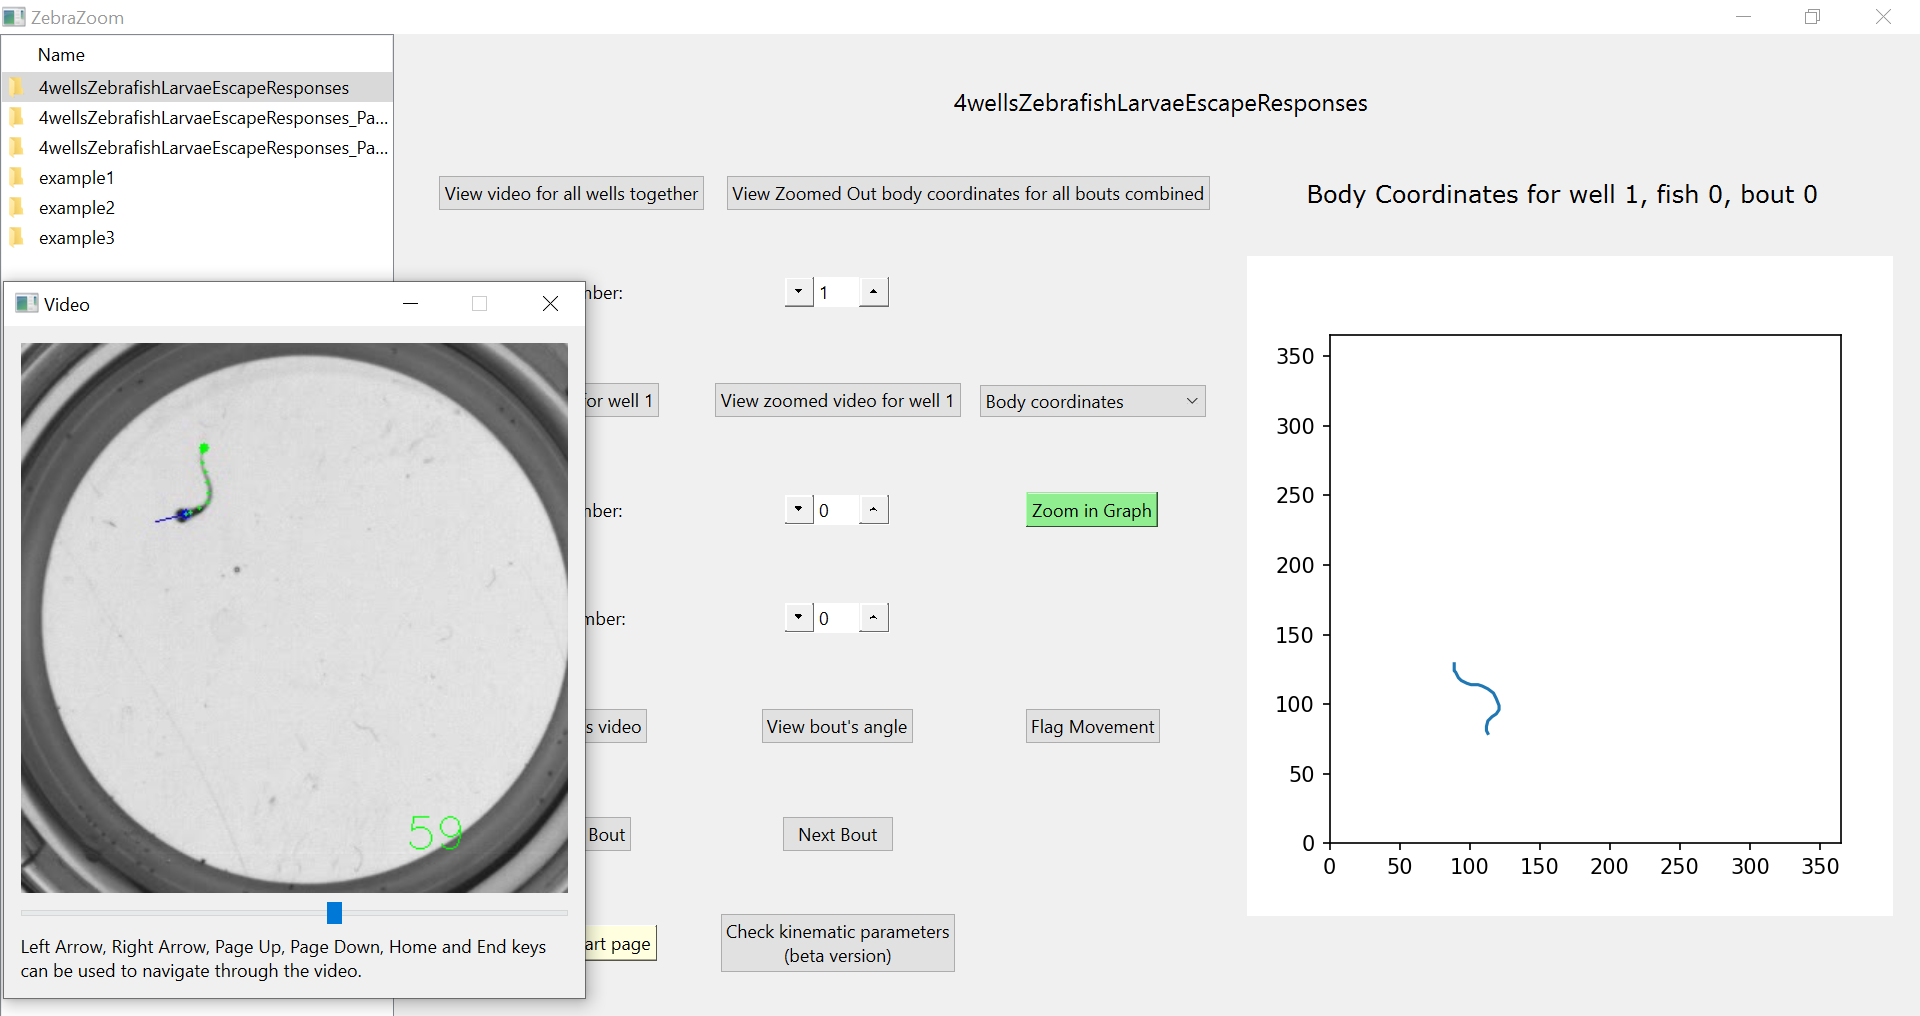 ZebraZoom
Name
4wellsZebrafishLarvaeEscapeResponses
4wellsZebrafishLarvaeEscapeResponses_Pa...
4wellsZebrafishLarvaeEscapeResponses_Pa...
example1
example2
example3
4wellsZebrafishLarvaeEscapeResponses
View video for all wells together
View Zoomed Out body coordinates for all bouts combined
mber:
1
for well 1
View zoomed video for well 1
Body coordinates
mber:
0
Zoom in Graph
mber:
0
s video
View bout's angle
Flag Movement
Bout
Next Bout
art page
Check kinematic parameters
(beta version)
Body Coordinates for well 1, fish 0, bout 0
350
300
250
200
150
100
50
0
0 50 100 150 200 250 300 350
Video
59
Left Arrow, Right Arrow, Page Up, Page Down, Home and End keys
can be used to navigate through the video.